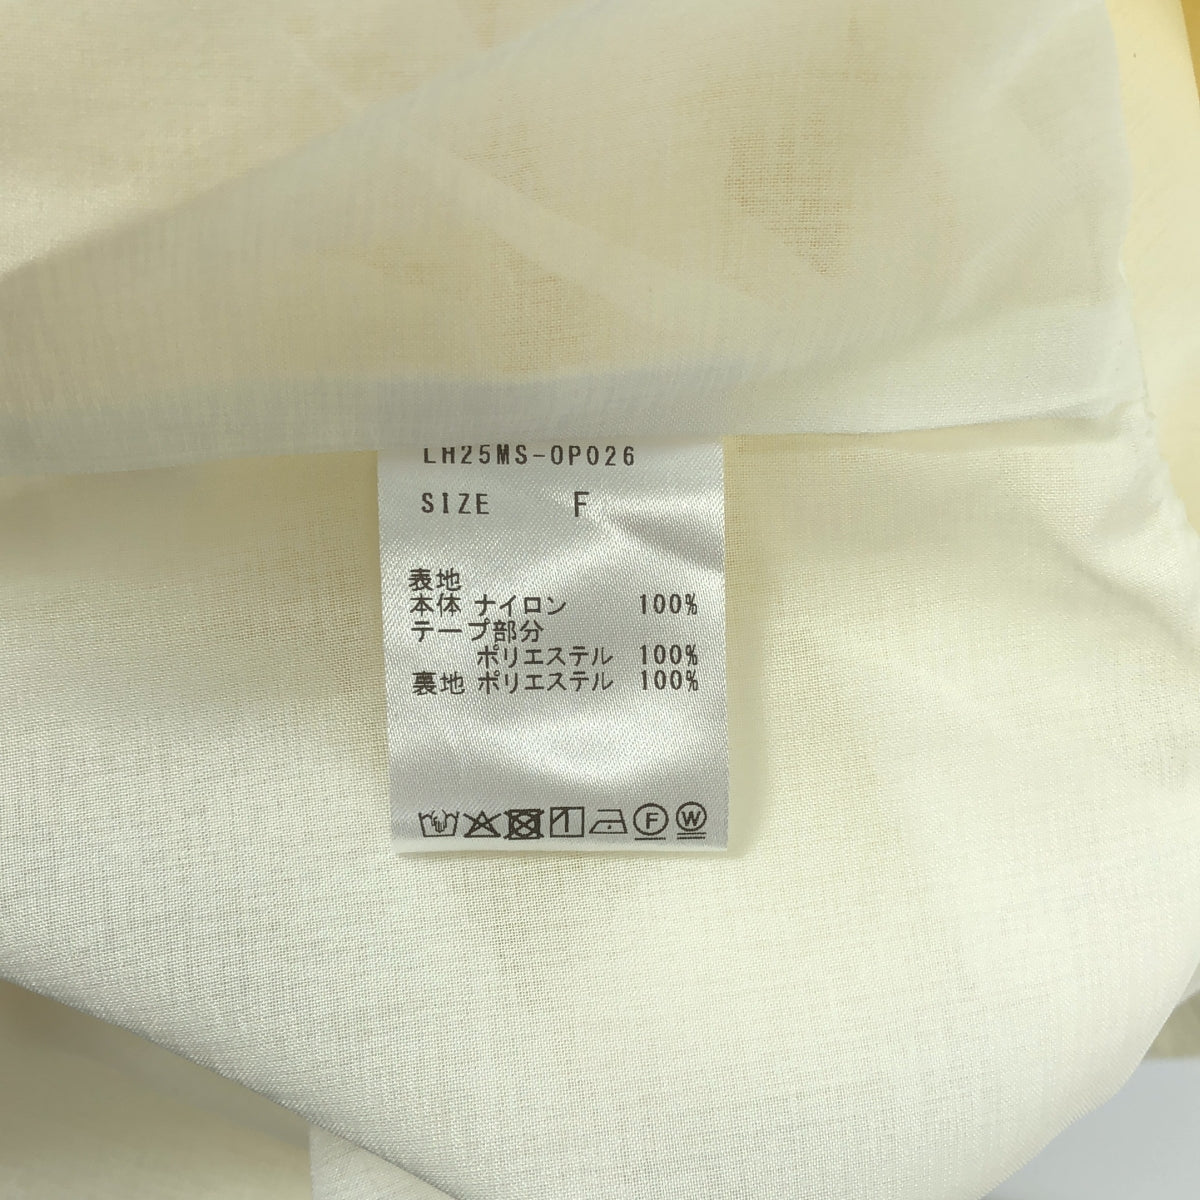 LH25MS-OP026
SIZE F
表地
本体 ナイロン 100%
テープ部分
ポリエステル 100%
裏地 ポリエステル 100%
F W